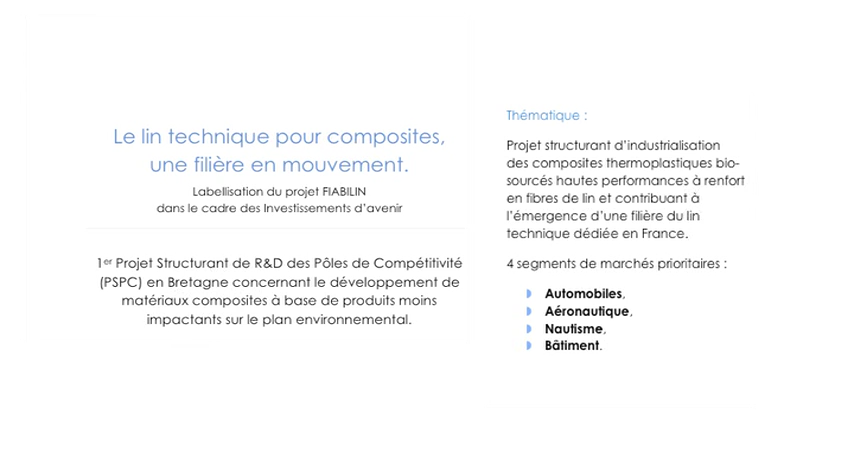 Le lin technique pour composites,
une filière en mouvement.
Labellisation du projet FIABILIN
dans le cadre des Investissements d'avenir
1er Projet Structurant de R&D des Pôles de Compétitivité
(PSPC) en Bretagne concernant le développement de
matériaux composites à base de produits moins
impactants sur le plan environnemental.
Thématique :
Projet structurant d'industrialisation
des composites thermoplastiques bio-
sourcés hautes performances à renfort
en fibres de lin et contribuant à
l'émergence d'une filière du lin
technique dédiée en France.
4 segments de marchés prioritaires :
Automobiles,
Aéronautique,
Nautisme,
Bâtiment.